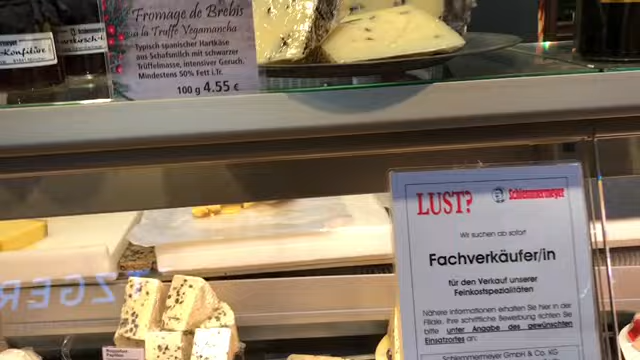 Fromage de Brebis
à la Truffe Yegamancha
Typisch spanischer Hartkäse
aus Schafsmilch mit schwarzer
Trüffelmasse, intensiver Geruch.
Mindestens 50% Fett i.Tr.
100 g 4.55 €
LUST? Schlemmermeyer
Wir suchen ab sofort
Fachverkäufer/in
für den Verkauf unserer
Feinkostspezialitäten
Nähere Informationen erhalten Sie hier in der
Filiale. Ihre schriftliche Bewerbung richten Sie
bitte unter Angabe des gewünschten
Einsatzortes an:
Schlemmermeyer GmbH & Co. KG